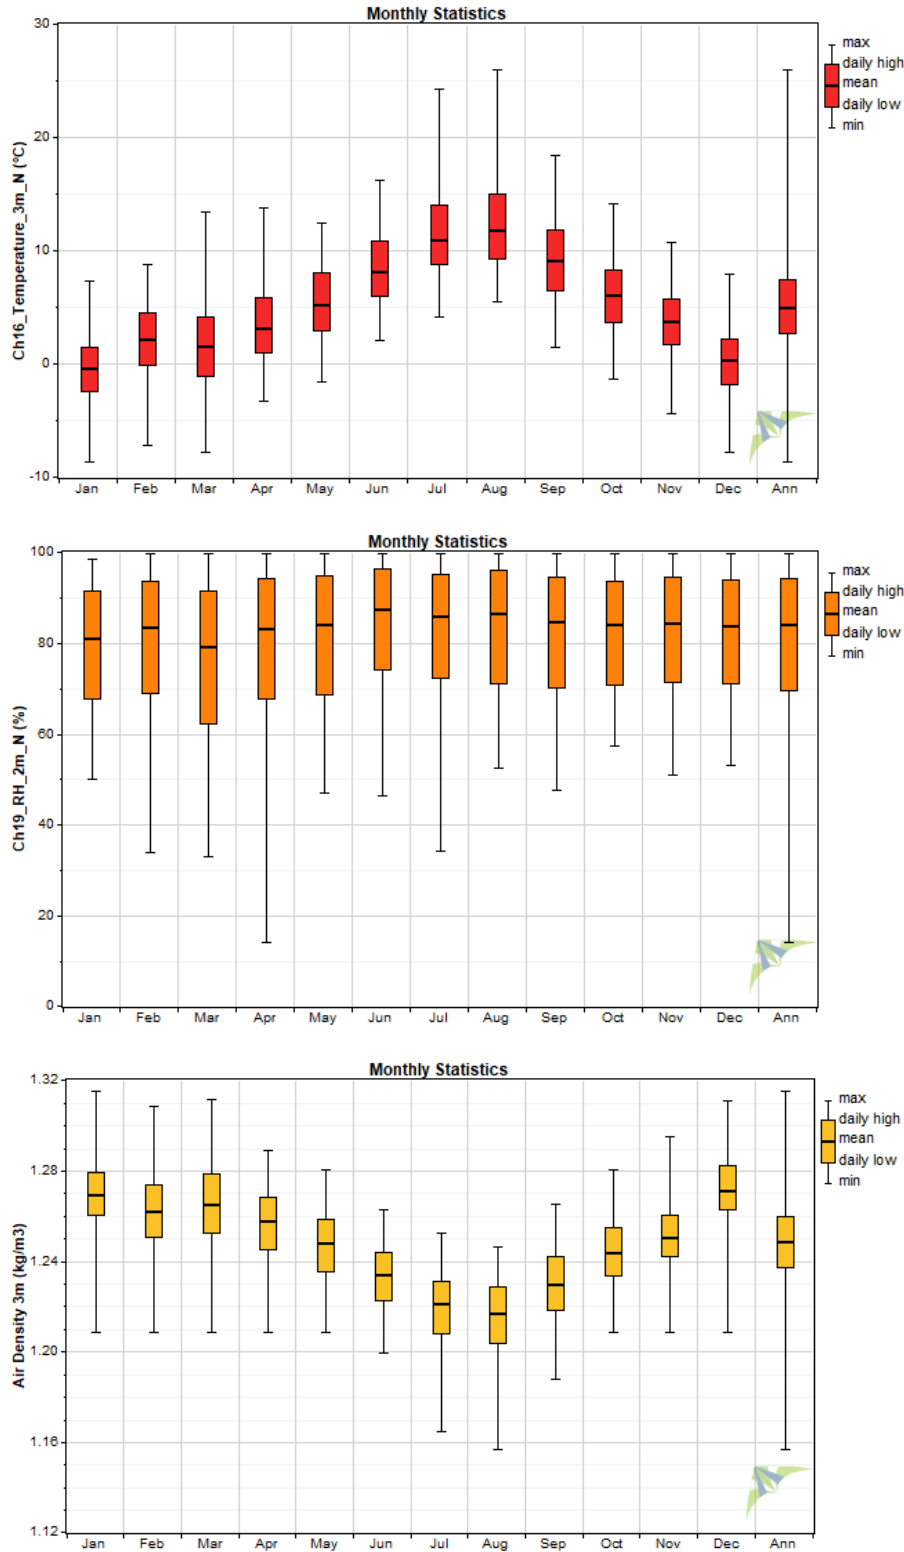 Monthly Statistics
Ch16_Temperature_3m_N (°C)
30
20
10
0
-10
Jan Feb Mar Apr May Jun Jul Aug Sep Oct Nov Dec Ann
max
daily high
mean
daily low
min
Monthly Statistics
Ch19_RH_2m_N (%)
100
80
60
40
20
0
Jan Feb Mar Apr May Jun Jul Aug Sep Oct Nov Dec Ann
max
daily high
mean
daily low
min
Monthly Statistics
Air Density 3m (kg/m3)
1.32
1.28
1.24
1.20
1.16
1.12
Jan Feb Mar Apr May Jun Jul Aug Sep Oct Nov Dec Ann
max
daily high
mean
daily low
min